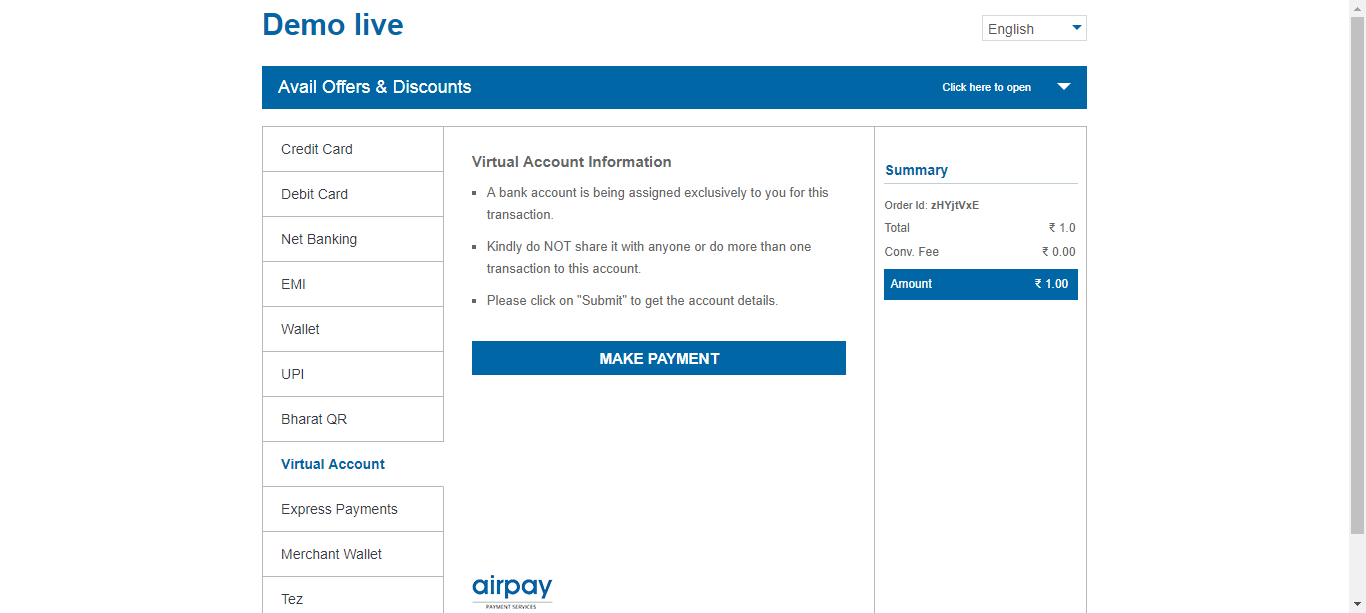 Demo live
English
Avail Offers & Discounts
Click here to open
Credit Card
Debit Card
Net Banking
EMI
Wallet
UPI
Bharat QR
Virtual Account
Express Payments
Merchant Wallet
Tez
Virtual Account Information
A bank account is being assigned exclusively to you for this
transaction.
Kindly do NOT share it with anyone or do more than one
transaction to this account.
Please click on "Submit" to get the account details.
MAKE PAYMENT
airpay
PAYMENT SERVICES
Summary
Order Id: zHYjtVxE
Total ₹ 1.0
Conv. Fee ₹ 0.00
Amount ₹ 1.00